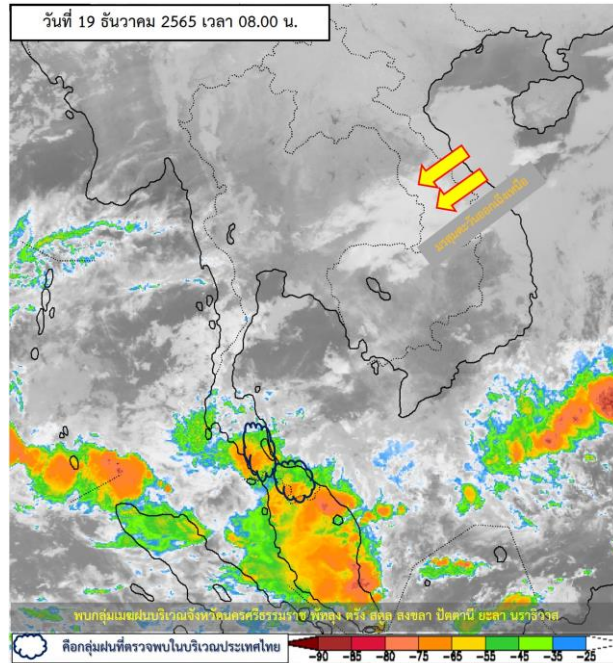 วันที่ 19 ธันวาคม 2565 เวลา 08.00 น.
มรสุมตะวันออกเฉียงเหนือ
พบกลุ่มเมฆฝนบริเวณจังหวัดนครศรีธรรมราช พัทลุง ตรัง สตูล สงขลา ปัตตานี ยะลา นราธิวาส
คือกลุ่มฝนที่ตรวจพบในบริเวณประเทศไทย
-90 -85 -80 -75 -65 -55 -45 -35 -25